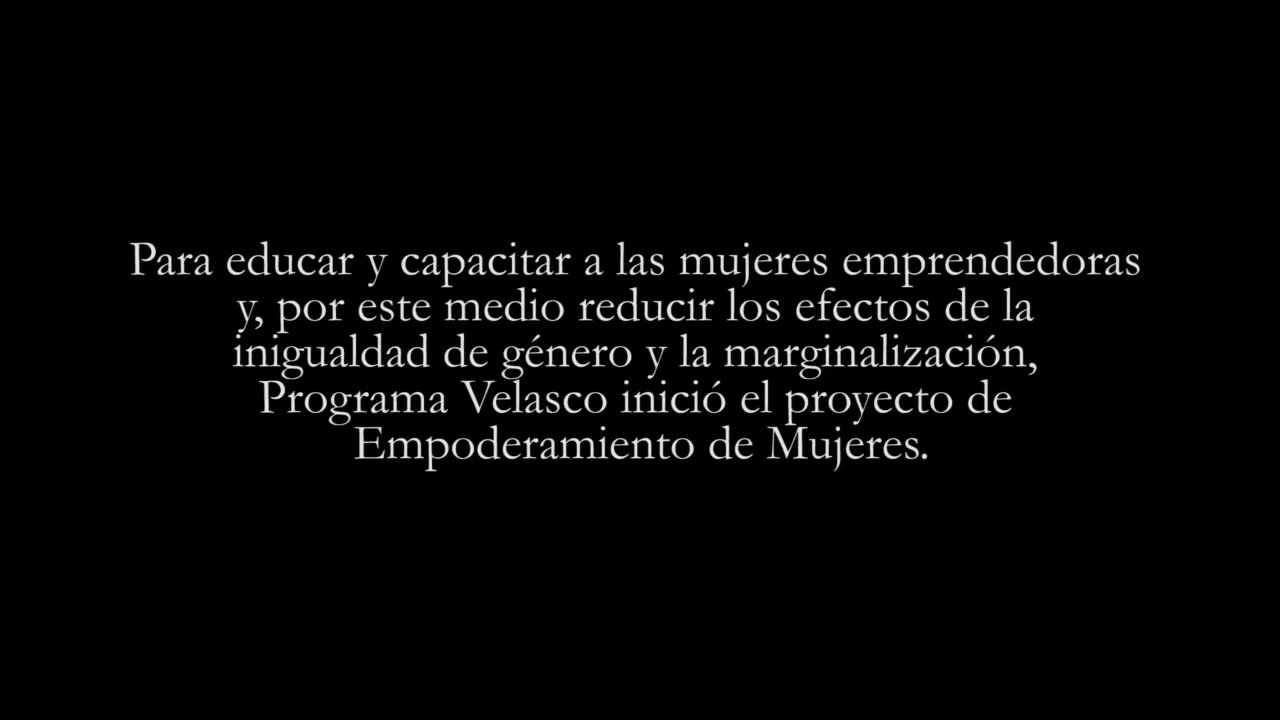 Para educar y capacitar a las mujeres emprendedoras
y, por este medio reducir los efectos de la
inigualdad de género y la marginalización,
Programa Velasco inició el proyecto de
Empoderamiento de Mujeres.